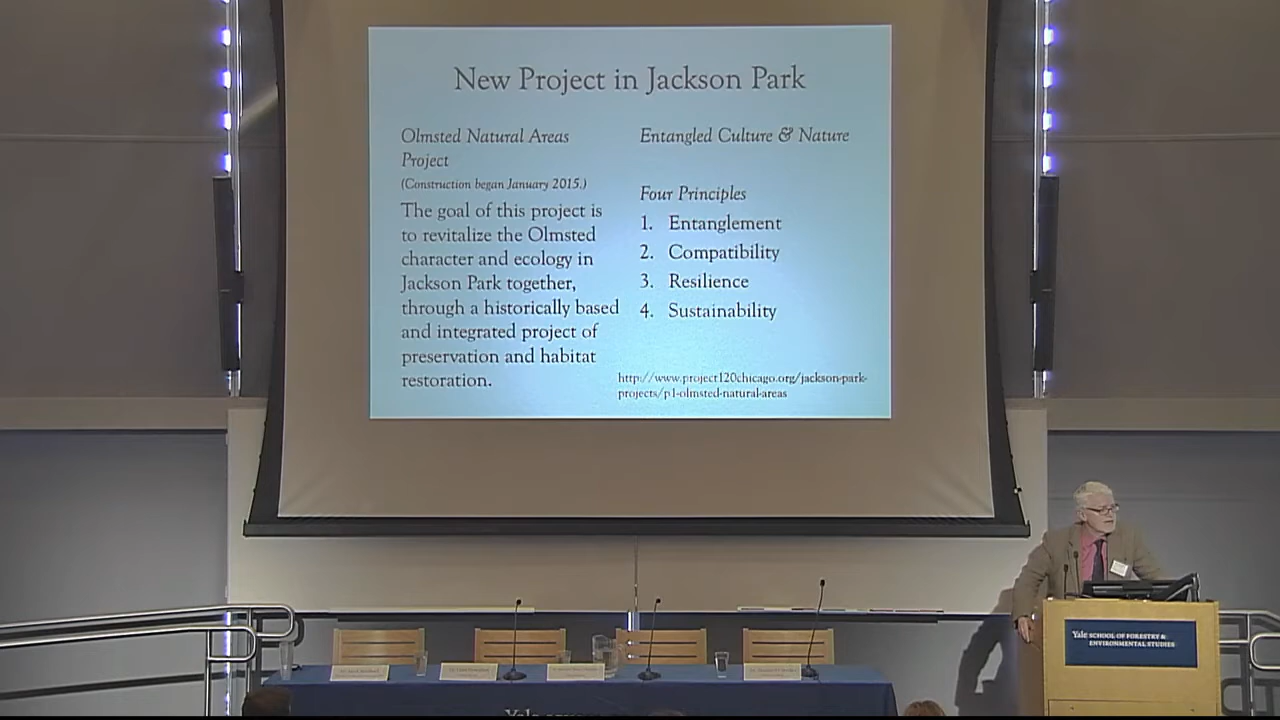 New Project in Jackson Park
Olmsted Natural Areas
Project
(Construction began January 2015.)
The goal of this project is
to revitalize the Olmsted
character and ecology in
Jackson Park together,
through a historically based
and integrated project of
preservation and habitat
restoration.
Entangled Culture & Nature
Four Principles
1. Entanglement
2. Compatibility
3. Resilience
4. Sustainability
http://www.project120chicago.org/jackson-park-
projects/p1-olmsted-natural-areas
Yale SCHOOL OF FORESTRY &
ENVIRONMENTAL STUDIES
Yale